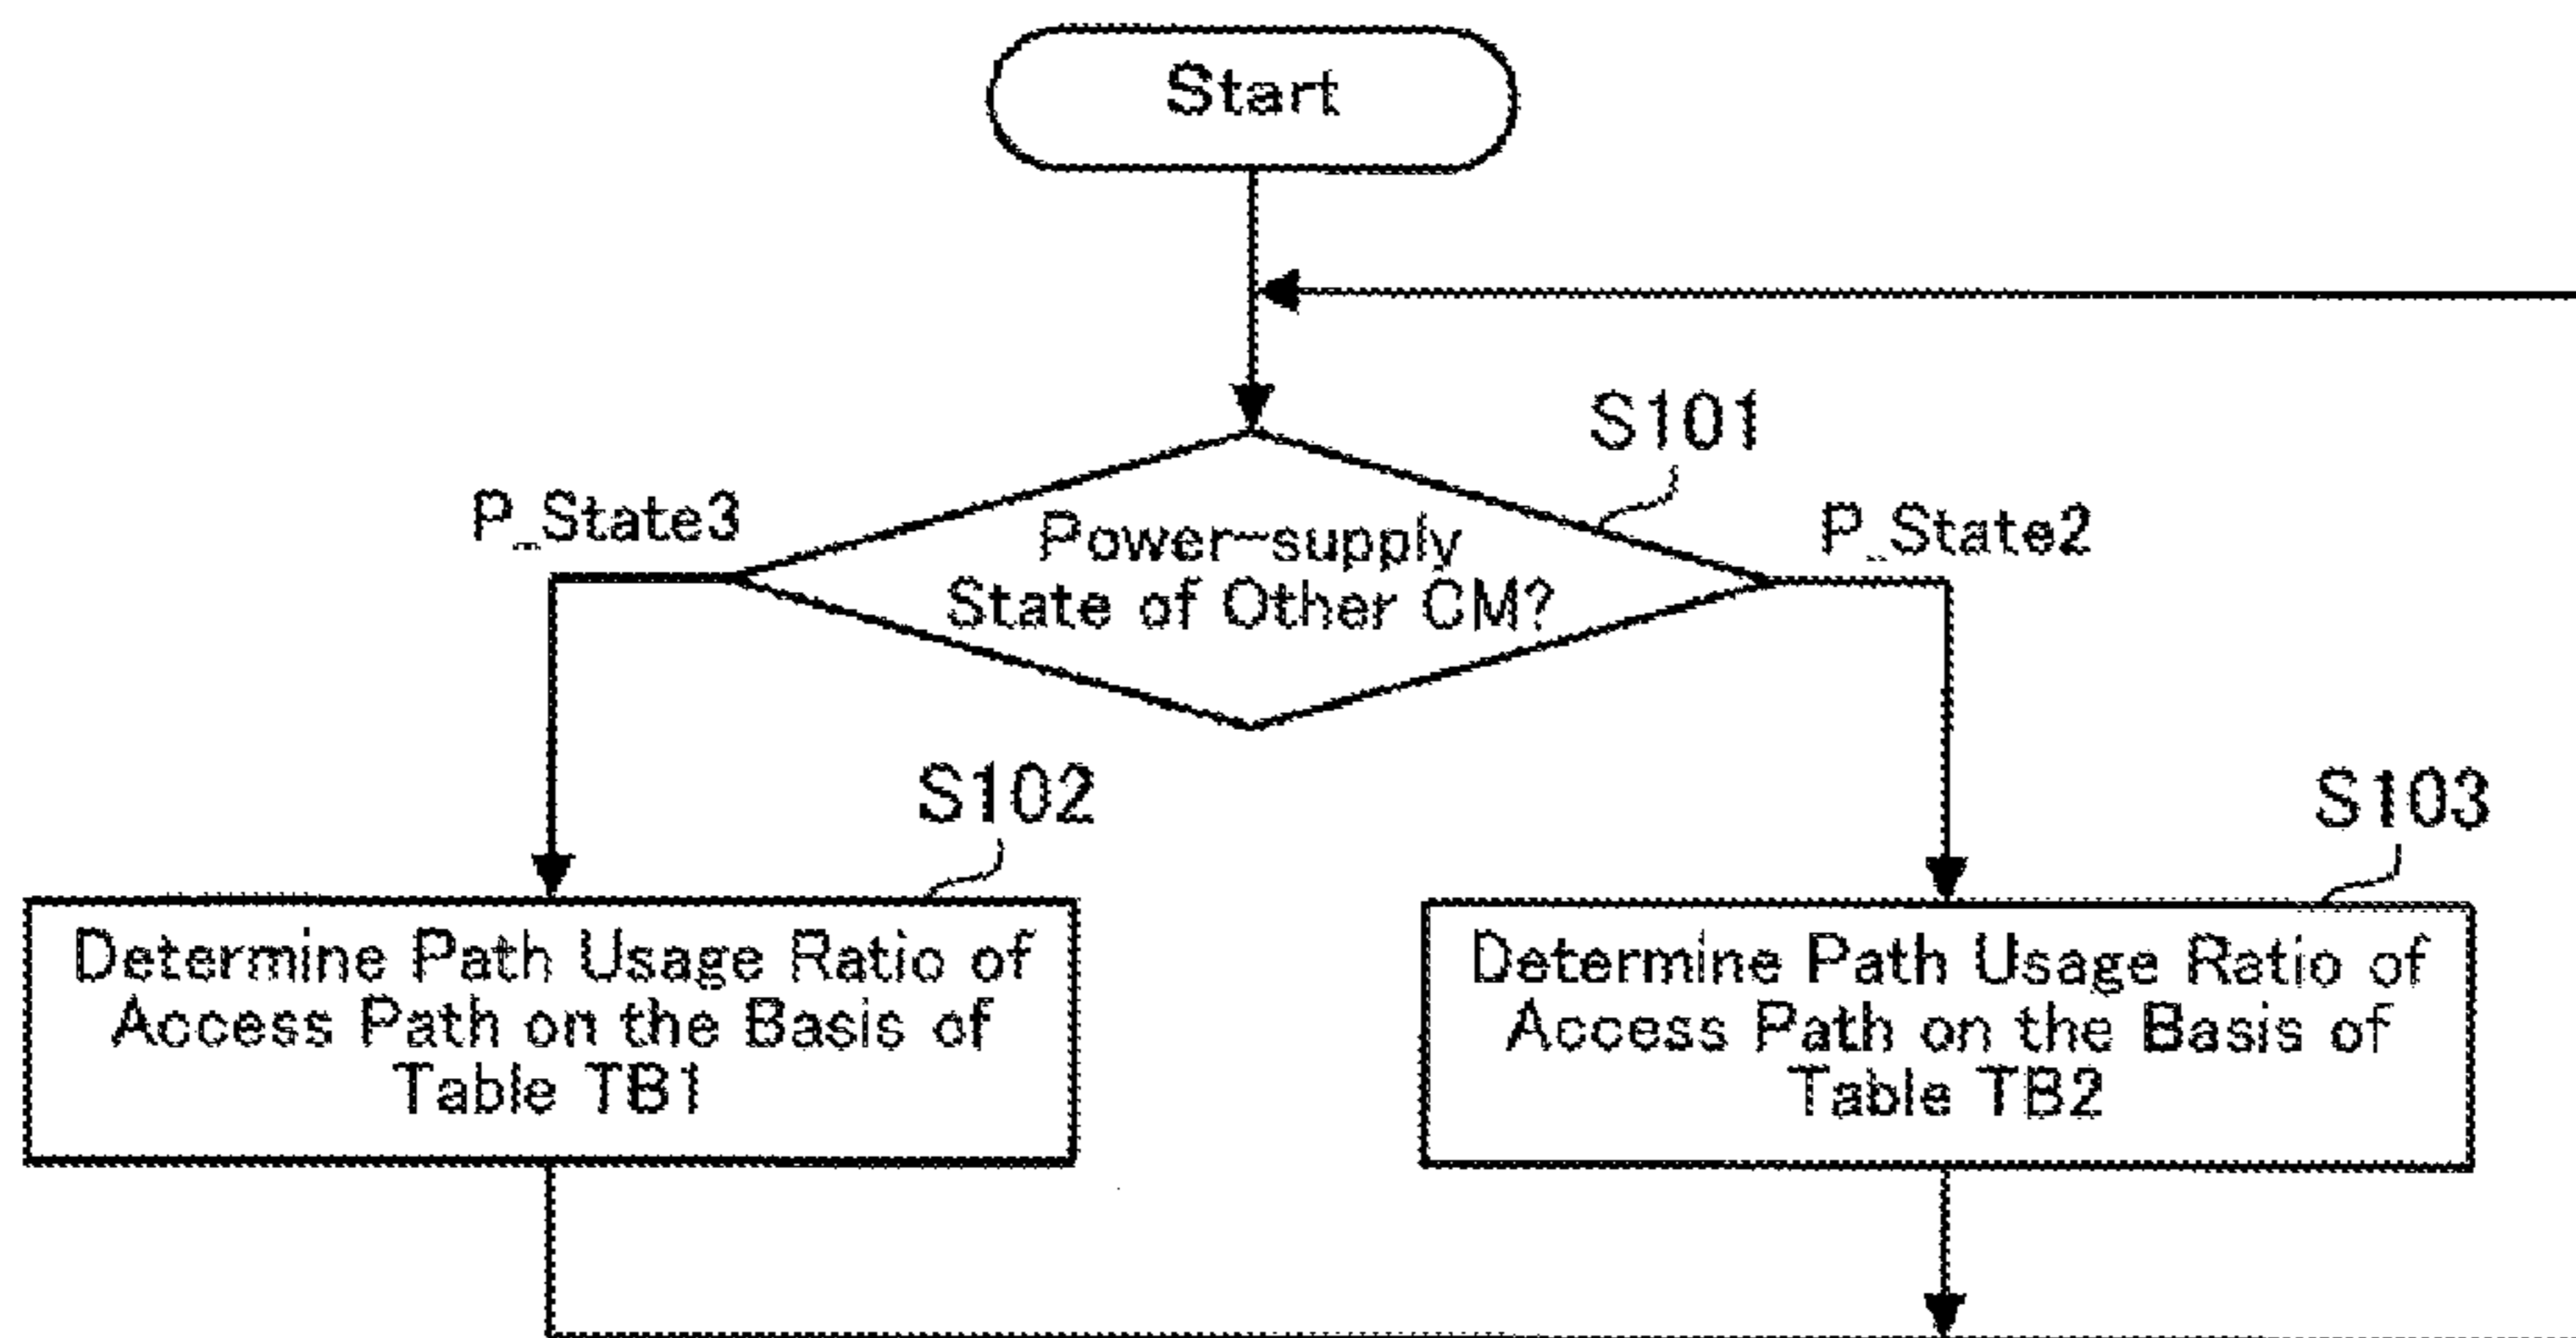 Start
S101
P_State3
P_State2
Power-supply
State of Other CM?
S102
S103
Determine Path Usage Ratio of
Access Path on the Basis of
Table TB1
Determine Path Usage Ratio of
Access Path on the Basis of
Table TB2